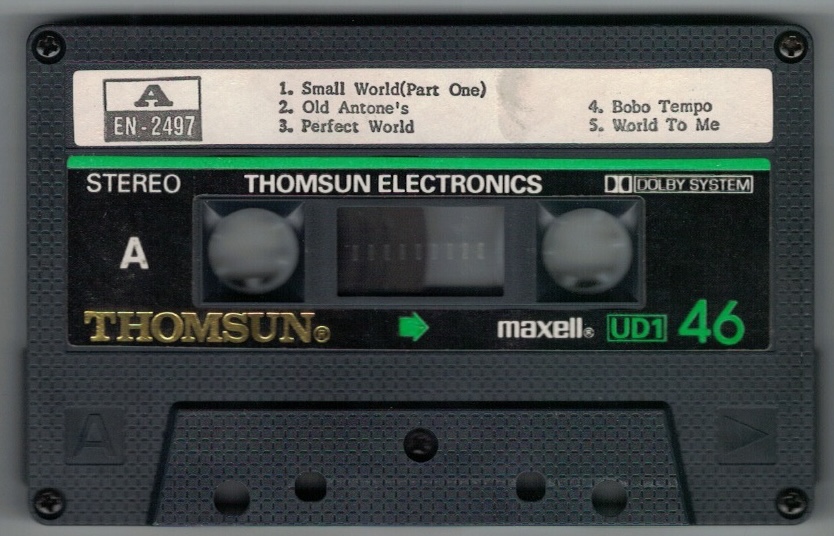 A
EN-2497
1. Small World(Part One)
2. Old Antone's
3. Perfect World
4. Bobo Tempo
5. World To Me
STEREO
THOMSUN ELECTRONICS
DOLBY SYSTEM
A
THOMSUN®
maxell® UD1 46
A